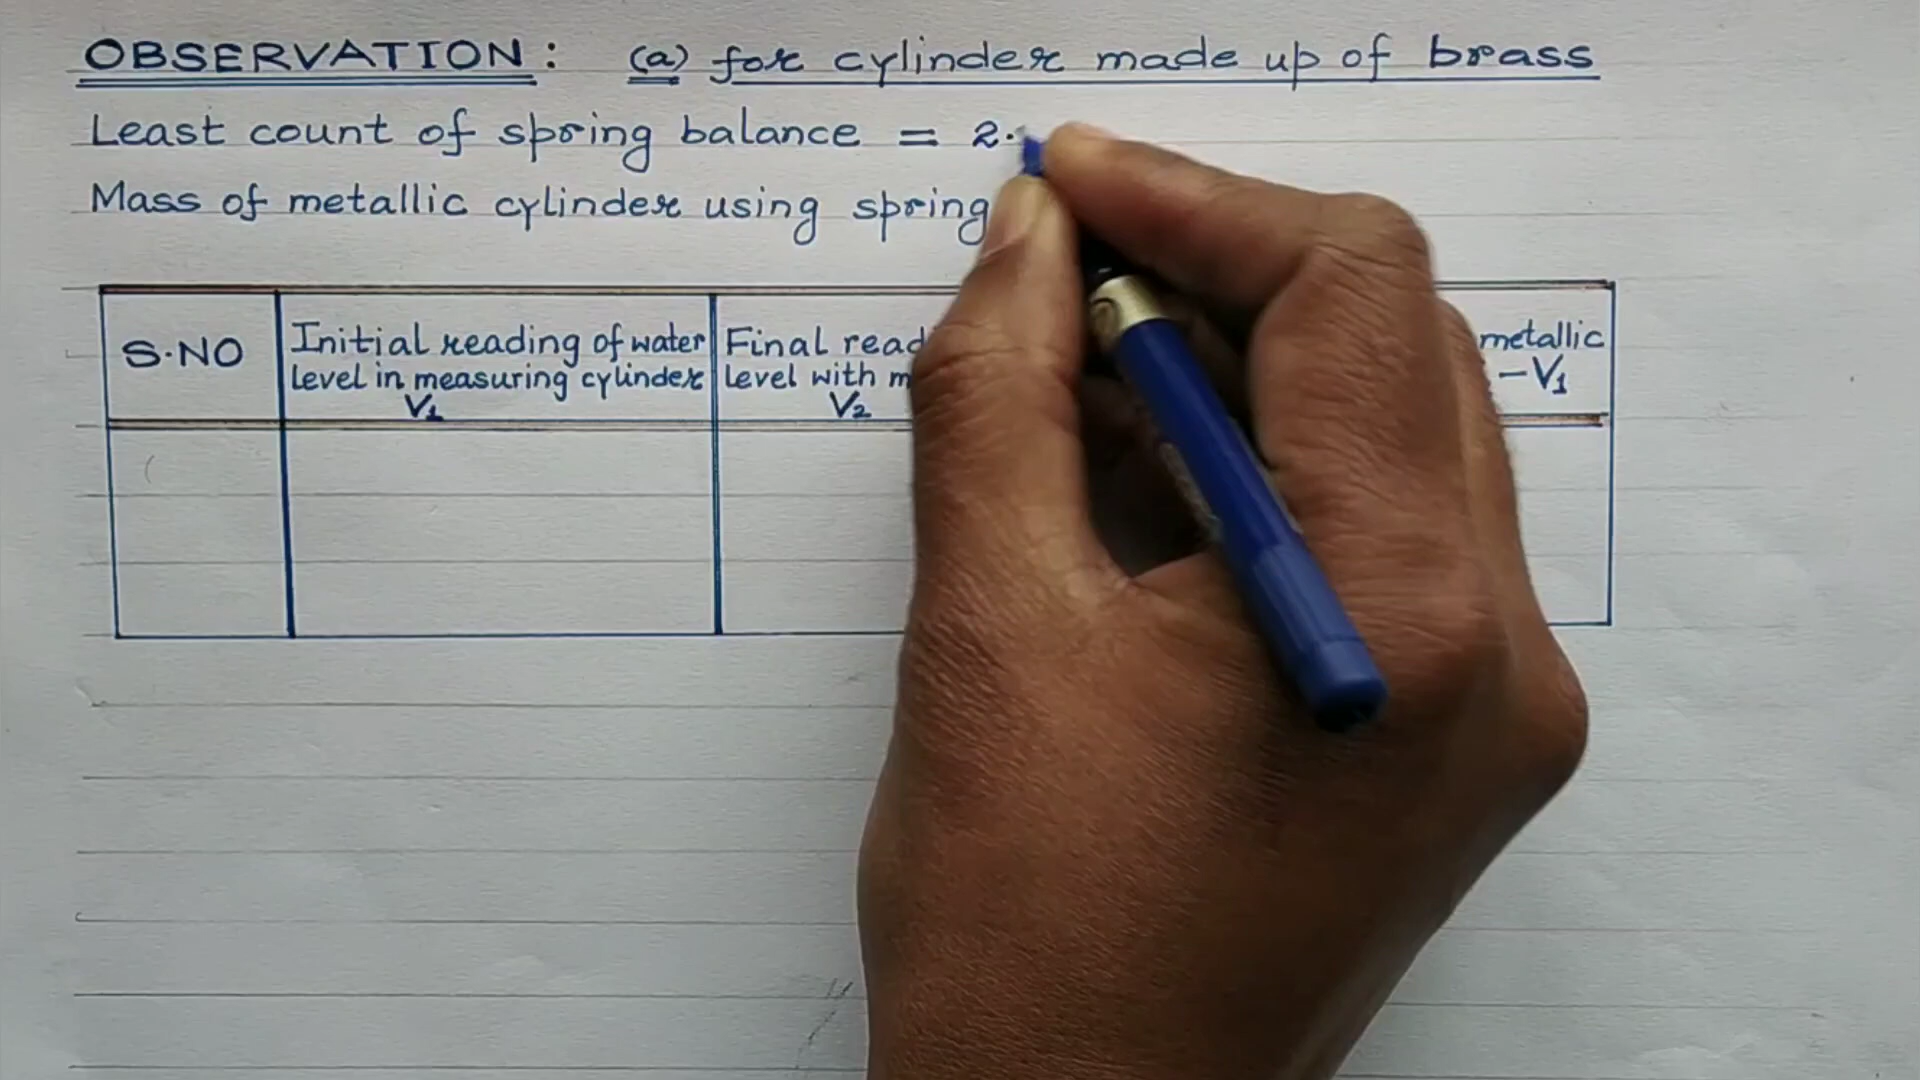 OBSERVATION: (a) for cylinder made up of brass
Least count of spring balance = 2.
Mass of metallic cylinder using spring
S.NO
Initial reading of water
level in measuring cylinder
V₁
Final read
level with m
V₂
metallic
-V₁